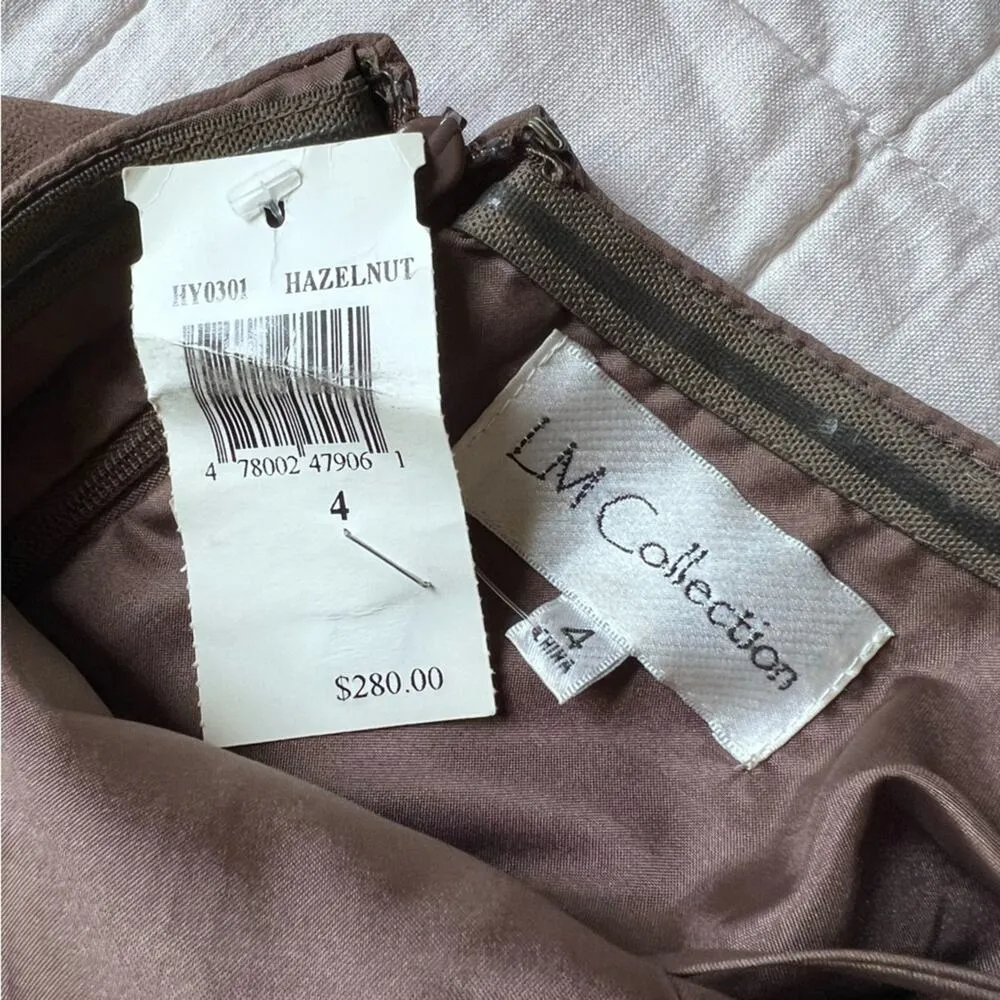 HY0301 HAZELNUT
4 78002 47906 1
4
$280.00
LM Collection
4
CHINA